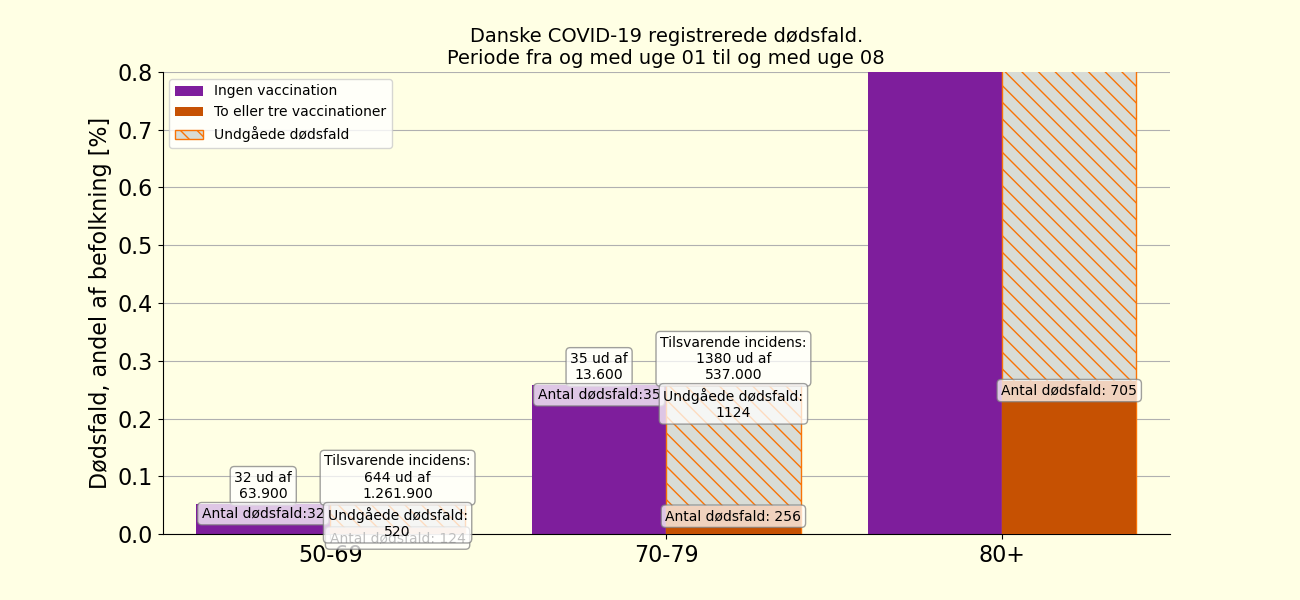 Danske COVID-19 registrerede dødsfald.
Periode fra og med uge 01 til og med uge 08
Dødsfald, andel af befolkning [%]
0.8
0.7
0.6
0.5
0.4
0.3
0.2
0.1
0.0
Ingen vaccination
To eller tre vaccinationer
Undgåede dødsfald
32 ud af
63.900
Antal dødsfald:32
Tilsvarende incidens:
644 ud af
1.261.900
Undgåede dødsfald:
520
Antal dødsfald: 124
35 ud af
13.600
Antal dødsfald:35
Tilsvarende incidens:
1380 ud af
537.000
Undgåede dødsfald:
1124
Antal dødsfald: 256
Antal dødsfald: 705
50-69
70-79
80+